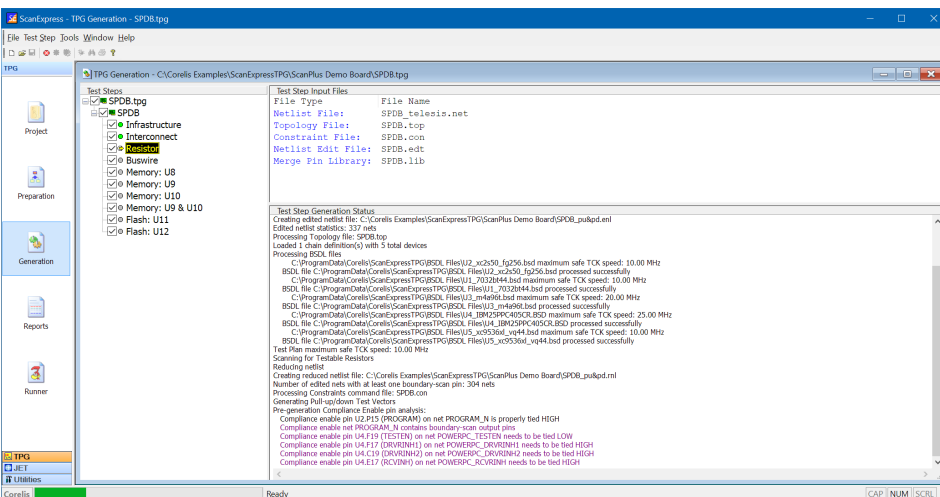 ScanExpress - TPG Generation - SPDB.tpg
File Test Step Tools Window Help
TPG
Project
Preparation
Generation
Reports
Runner
TPG
JET
Utilities
TPG Generation - C:\Corelis Examples\ScanExpressTPG\ScanPlus Demo Board\SPDB.tpg
Test Steps
SPDB.tpg
SPDB
Infrastructure
Interconnect
Resistor
Buswire
Memory: U8
Memory: U9
Memory: U10
Memory: U9 & U10
Flash: U11
Flash: U12
Test Step Input Files
File Type File Name
Netlist File: SPDB_telesis.net
Topology File: SPDB.top
Constraint File: SPDB.con
Netlist Edit File: SPDB.edt
Merge Pin Library: SPDB.lib
Test Step Generation Status
Creating edited netlist file: C:\Corelis Examples\ScanExpressTPG\ScanPlus Demo Board\SPDB_pu&pd.enl
Edited netlist statistics: 337 nets
Processing Topology file: SPDB.top
Loaded 1 chain definition(s) with 5 total devices
Processing BSDL files
C:\ProgramData\Corelis\ScanExpressTPG\BSDL Files\U2_xc2s50_fg256.bsd maximum safe TCK speed: 10.00 MHz
BSDL file C:\ProgramData\Corelis\ScanExpressTPG\BSDL Files\U2_xc2s50_fg256.bsd processed successfully
C:\ProgramData\Corelis\ScanExpressTPG\BSDL Files\U1_7032bt44.bsd maximum safe TCK speed: 10.00 MHz
BSDL file C:\ProgramData\Corelis\ScanExpressTPG\BSDL Files\U1_7032bt44.bsd processed successfully
C:\ProgramData\Corelis\ScanExpressTPG\BSDL Files\U3_m4a96t.bsd maximum safe TCK speed: 20.00 MHz
BSDL file C:\ProgramData\Corelis\ScanExpressTPG\BSDL Files\U3_m4a96t.bsd processed successfully
C:\ProgramData\Corelis\ScanExpressTPG\BSDL Files\U4_IBM25PPC405CR.BSD maximum safe TCK speed: 25.00 MHz
BSDL file C:\ProgramData\Corelis\ScanExpressTPG\BSDL Files\U4_IBM25PPC405CR.BSD processed successfully
C:\ProgramData\Corelis\ScanExpressTPG\BSDL Files\U5_xc9536xl_vq44.bsd maximum safe TCK speed: 10.00 MHz
BSDL file C:\ProgramData\Corelis\ScanExpressTPG\BSDL Files\U5_xc9536xl_vq44.bsd processed successfully
Test Plan maximum safe TCK speed: 10.00 MHz
Scanning for Testable Resistors
Reducing netlist
Creating reduced netlist file: C:\Corelis Examples\ScanExpressTPG\ScanPlus Demo Board\SPDB_pu&pd.rnl
Number of edited nets with at least one boundary-scan pin: 304 nets
Processing Constraints command file: SPDB.con
Generating Pull-up/down Test Vectors
Pre-generation Compliance Enable pin analysis:
Compliance enable pin U2.P15 (PROGRAM) on net PROGRAM_N is properly tied HIGH
Compliance enable net PROGRAM_N contains boundary-scan output pins
Compliance enable pin U4.F19 (TESTEN) on net POWERPC_TESTEN needs to be tied LOW
Compliance enable pin U4.F17 (DRVRINH1) on net POWERPC_DRVRINH1 needs to be tied HIGH
Compliance enable pin U4.C19 (DRVRINH2) on net POWERPC_DRVRINH2 needs to be tied HIGH
Compliance enable pin U4.E17 (RCVINH) on net POWERPC_RCVRINH needs to be tied HIGH
Corelis
Ready
CAP NUM SCRL